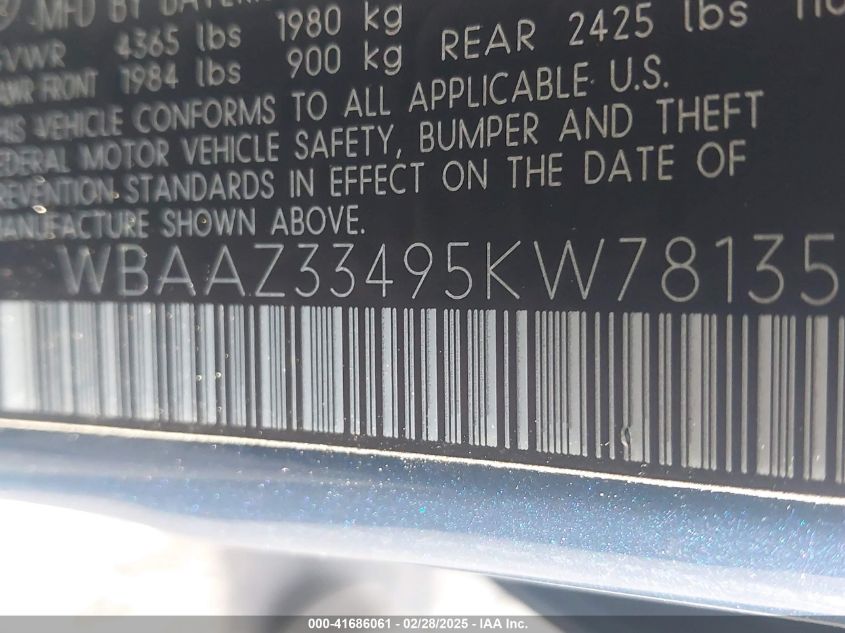 MFD BY
GVWR 4365 lbs 1980 kg
GAWR FRONT 1984 lbs 900 kg REAR 2425 lbs
THIS VEHICLE CONFORMS TO ALL APPLICABLE U.S.
FEDERAL MOTOR VEHICLE SAFETY, BUMPER AND THEFT
PREVENTION STANDARDS IN EFFECT ON THE DATE OF
MANUFACTURE SHOWN ABOVE.
WBAAZ33495KW78135
000-41686061 - 02/28/2025 - IAA Inc.